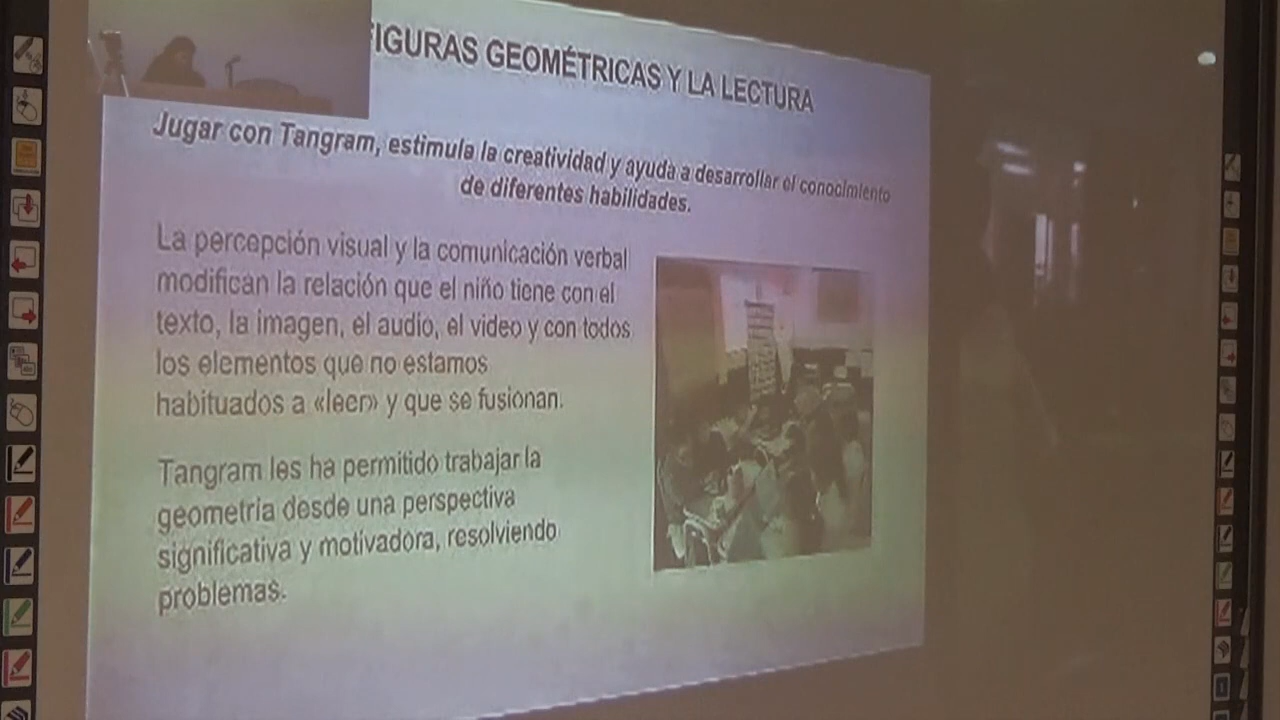 FIGURAS GEOMÉTRICAS Y LA LECTURA
Jugar con Tangram, estimula la creatividad y ayuda a desarrollar el conocimiento
de diferentes habilidades.
La percepción visual y la comunicación verbal
modifican la relación que el niño tiene con el
texto, la imagen, el audio, el video y con todos
los elementos que no estamos
habituados a «leer» y que se fusionan.
Tangram les ha permitido trabajar la
geometria desde una perspectiva
significativa y motivadora, resolviendo
problemas.